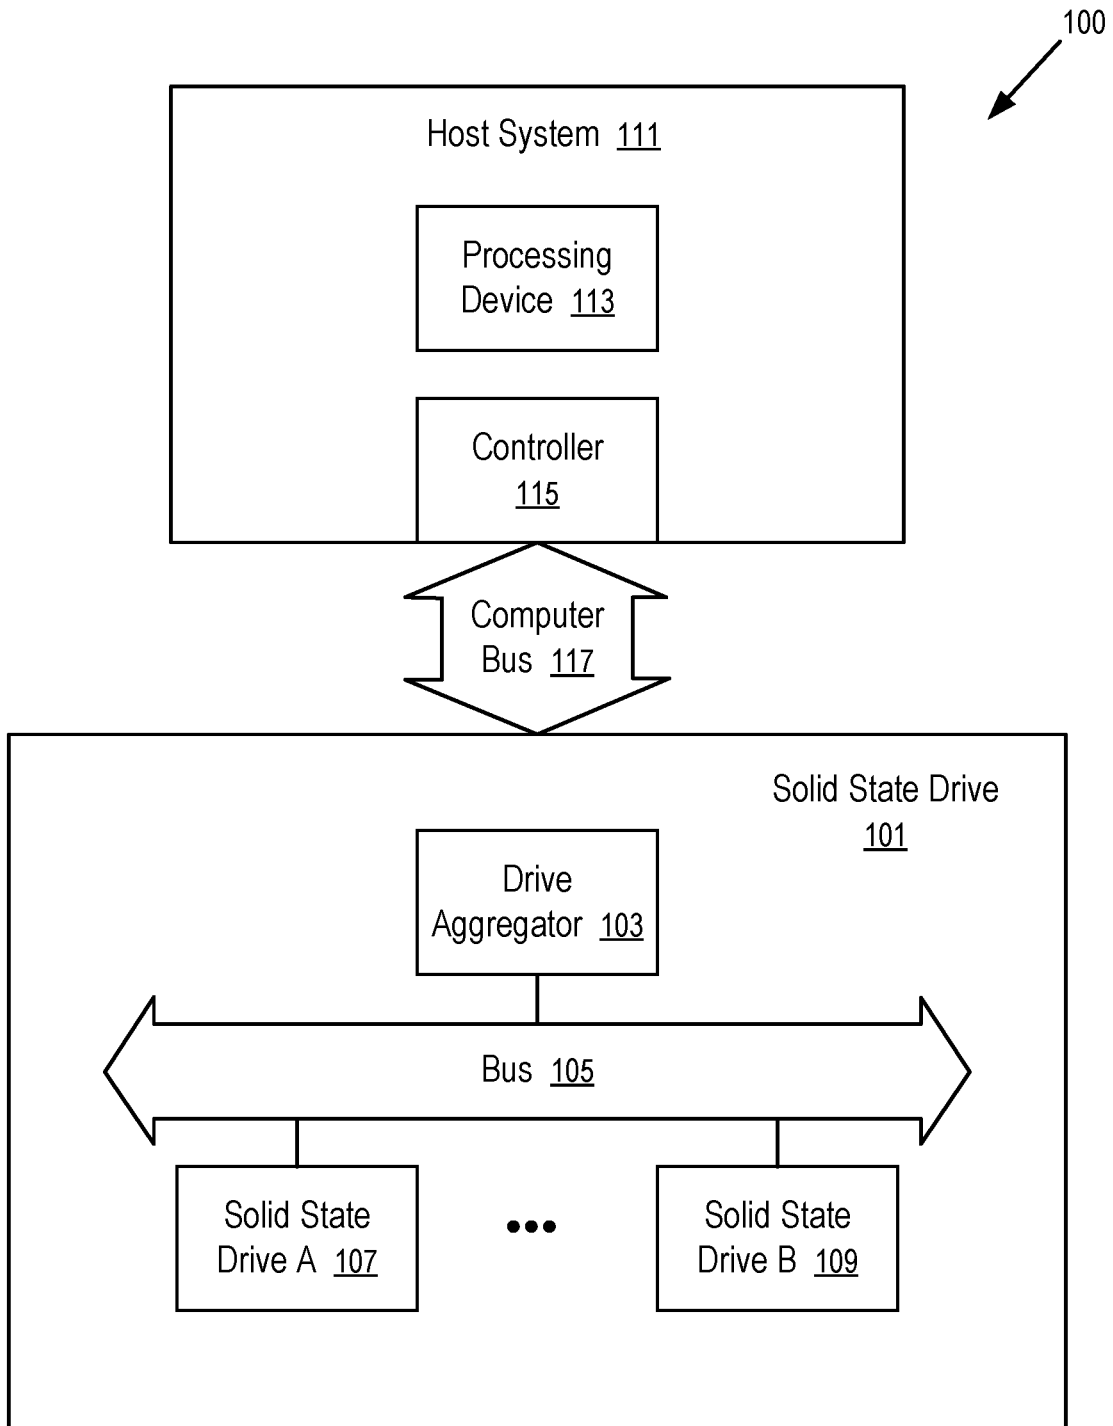 100
Host System 111
Processing
Device 113
Controller
115
Computer
Bus 117
Solid State Drive
101
Drive
Aggregator 103
Bus 105
Solid State
Drive A 107
Solid State
Drive B 109